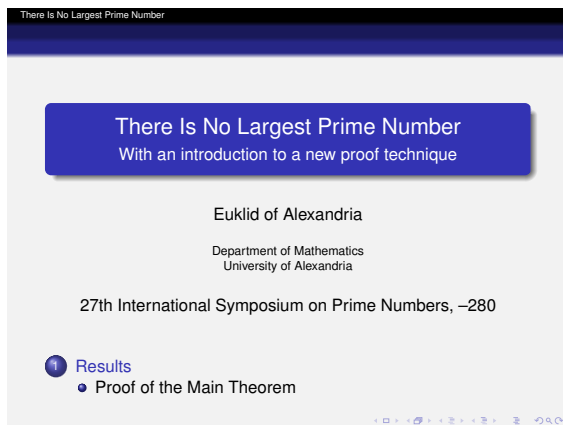 There Is No Largest Prime Number
There Is No Largest Prime Number
With an introduction to a new proof technique
Euklid of Alexandria
Department of Mathematics
University of Alexandria
27th International Symposium on Prime Numbers, –280
1 Results
Proof of the Main Theorem